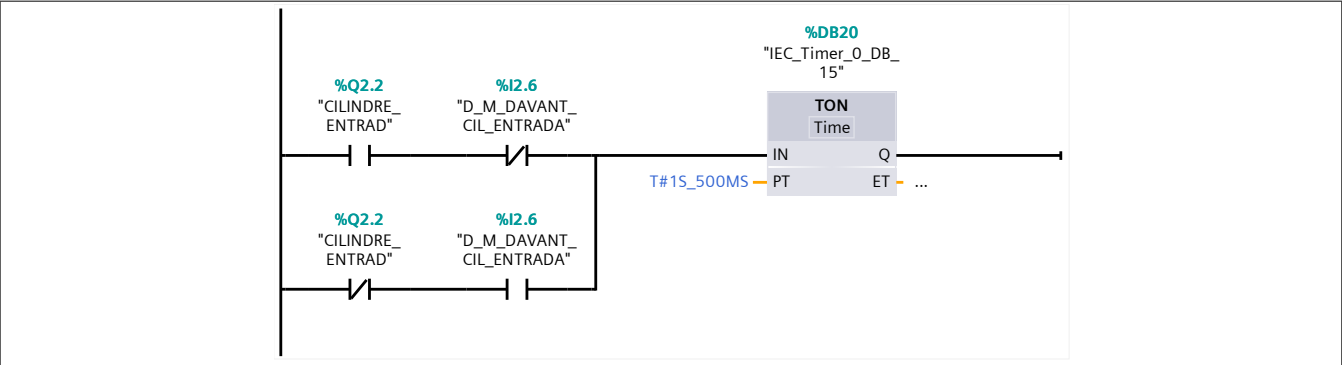 %DB20
"IEC_Timer_0_DB_
15"
%Q2.2
"CILINDRE_
ENTRAD"
%I2.6
"D_M_DAVANT_
CIL_ENTRADA"
TON
Time
IN
Q
T#1S_500MS
PT
ET
...
%Q2.2
"CILINDRE_
ENTRAD"
%I2.6
"D_M_DAVANT_
CIL_ENTRADA"